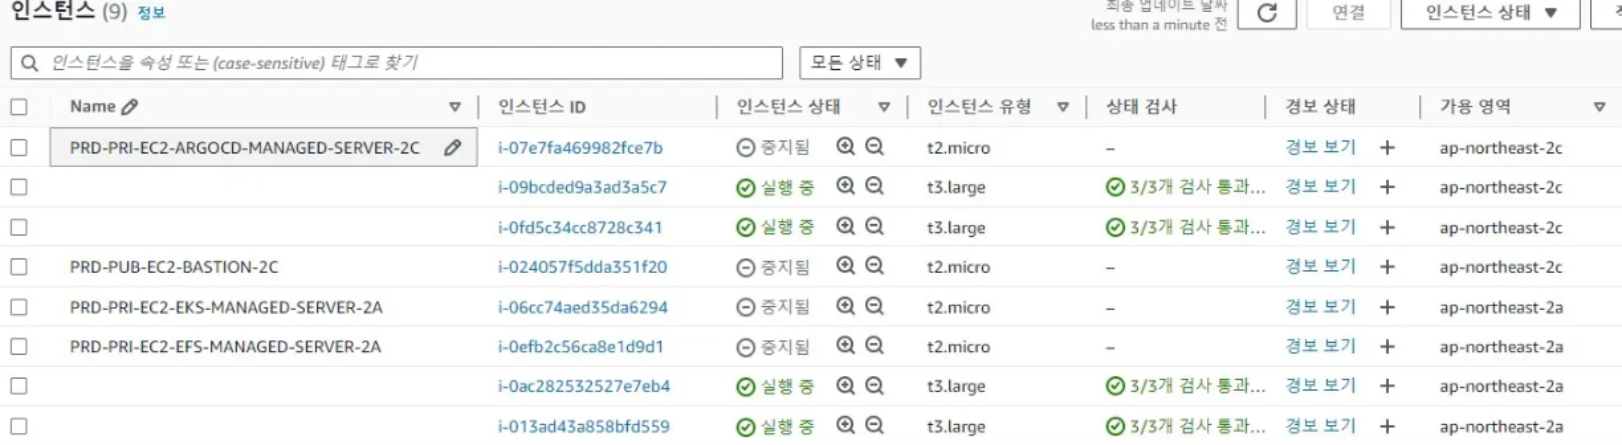 인스턴스 (9) 정보
최종 업데이트 날짜
less than a minute 전
연결
인스턴스 상태
인스턴스을 속성 또는 (case-sensitive) 태그로 찾기
모든 상태
Name 인스턴스 ID 인스턴스 상태 인스턴스 유형 상태 검사 경보 상태 가용 영역
PRD-PRI-EC2-ARGOCD-MANAGED-SERVER-2C i-07e7fa469982fce7b 중지됨 t2.micro – 경보 보기 + ap-northeast-2c
i-09bcded9a3ad3a5c7 실행 중 t3.large 3/3개 검사 통과... 경보 보기 + ap-northeast-2c
i-0fd5c34cc8728c341 실행 중 t3.large 3/3개 검사 통과... 경보 보기 + ap-northeast-2c
PRD-PUB-EC2-BASTION-2C i-024057f5dda351f20 중지됨 t2.micro – 경보 보기 + ap-northeast-2c
PRD-PRI-EC2-EKS-MANAGED-SERVER-2A i-06cc74aed35da6294 중지됨 t2.micro – 경보 보기 + ap-northeast-2a
PRD-PRI-EC2-EFS-MANAGED-SERVER-2A i-0efb2c56ca8e1d9d1 중지됨 t2.micro – 경보 보기 + ap-northeast-2a
i-0ac282532527e7eb4 실행 중 t3.large 3/3개 검사 통과... 경보 보기 + ap-northeast-2a
i-013ad43a858bfd559 실행 중 t3.large 3/3개 검사 통과... 경보 보기 + ap-northeast-2a